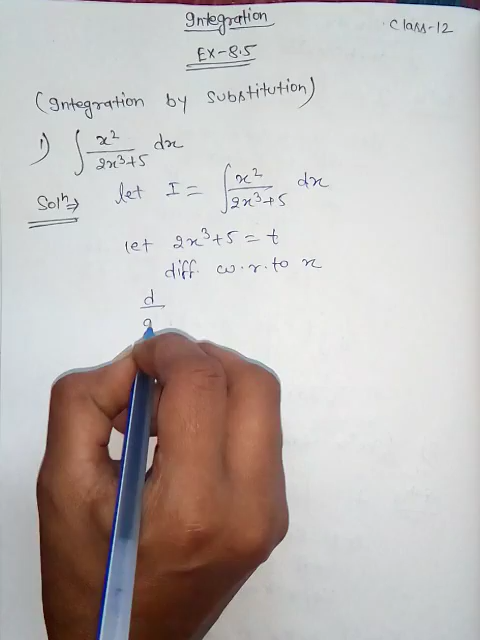 Integration
Class-12
EX-8.5
(Integration by Substitution)
1) ∫ x²/2x³+5 dx
Solⁿ⇒ let I = ∫ x²/2x³+5 dx
let 2x³+5 = t
diff. w.r.to x
d